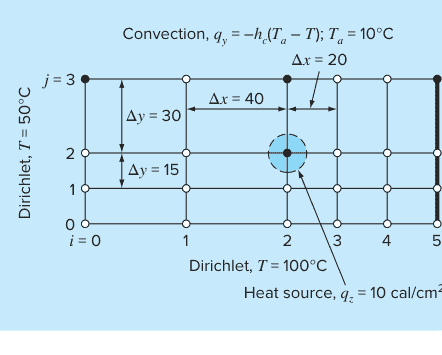 Convection, q_y = −h_c(T_a − T); T_a = 10°C
Δx = 20
j = 3
Δx = 40
Δy = 30
Dirichlet, T = 50°C
2
Δy = 15
1
0
i = 0
1
2
3
4
5
Dirichlet, T = 100°C
Heat source, q_z = 10 cal/cm²